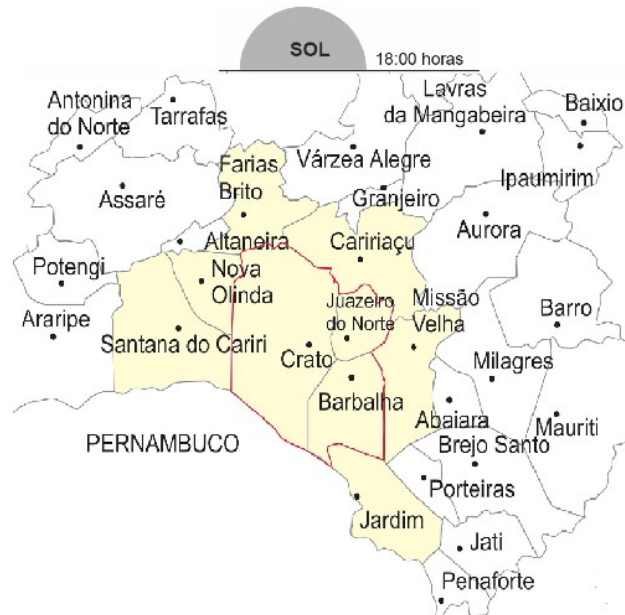 SOL
18:00 horas
Antonina
do Norte
Tarrafas
Lavras
da Mangabeira
Baixio
Farias
Brito
Várzea Alegre
Ipaumirim
Assaré
Granjeiro
Aurora
Altaneira
Caririaçu
Potengi
Nova
Olinda
Juazeiro
do Norte
Missão
Velha
Barro
Araripe
Santana do Cariri
Crato
Milagres
Barbalha
Abaiara
Mauriti
PERNAMBUCO
Brejo Santo
Porteiras
Jardim
Jati
Penaforte